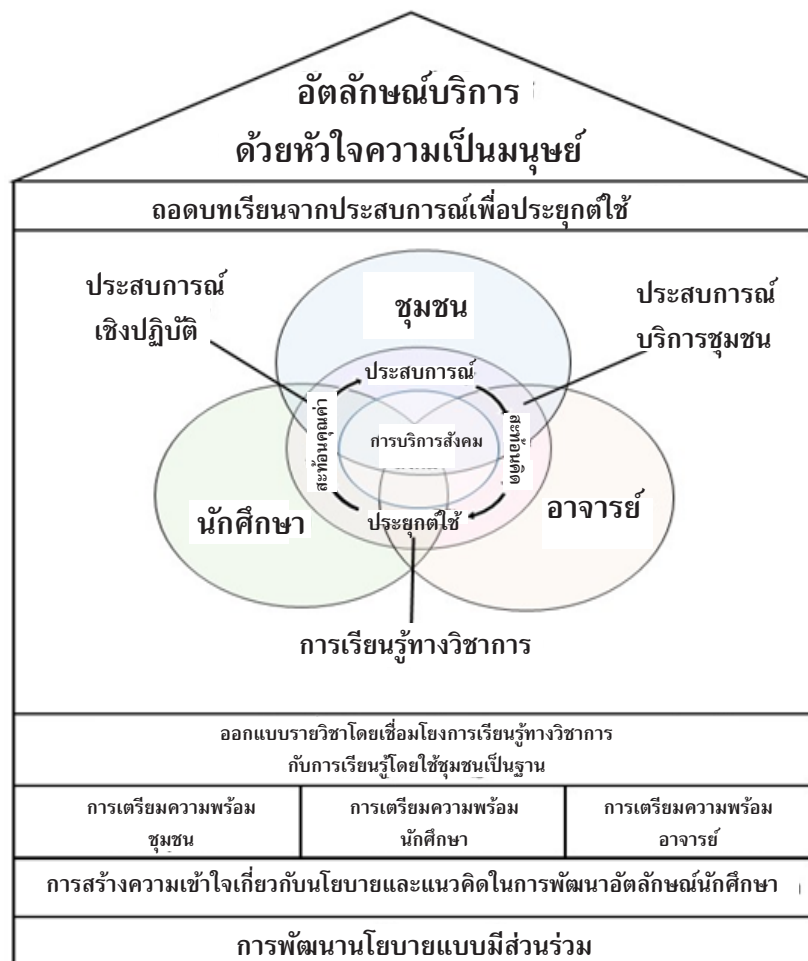 อัตลักษณ์บริการ
ด้วยหัวใจความเป็นมนุษย์
ถอดบทเรียนจากประสบการณ์เพื่อประยุกต์ใช้
ประสบการณ์
เชิงปฏิบัติ
ชุมชน
ประสบการณ์
บริการชุมชน
ประสบการณ์
สะท้อนคุณค่า
การบริการสังคม
สะท้อนคิด
นักศึกษา
ประยุกต์ใช้
อาจารย์
การเรียนรู้ทางวิชาการ
ออกแบบรายวิชาโดยเชื่อมโยงการเรียนรู้ทางวิชาการ
กับการเรียนรู้โดยใช้ชุมชนเป็นฐาน
การเตรียมความพร้อม
ชุมชน
การเตรียมความพร้อม
นักศึกษา
การเตรียมความพร้อม
อาจารย์
การสร้างความเข้าใจเกี่ยวกับนโยบายและแนวคิดในการพัฒนาอัตลักษณ์นักศึกษา
การพัฒนานโยบายแบบมีส่วนร่วม